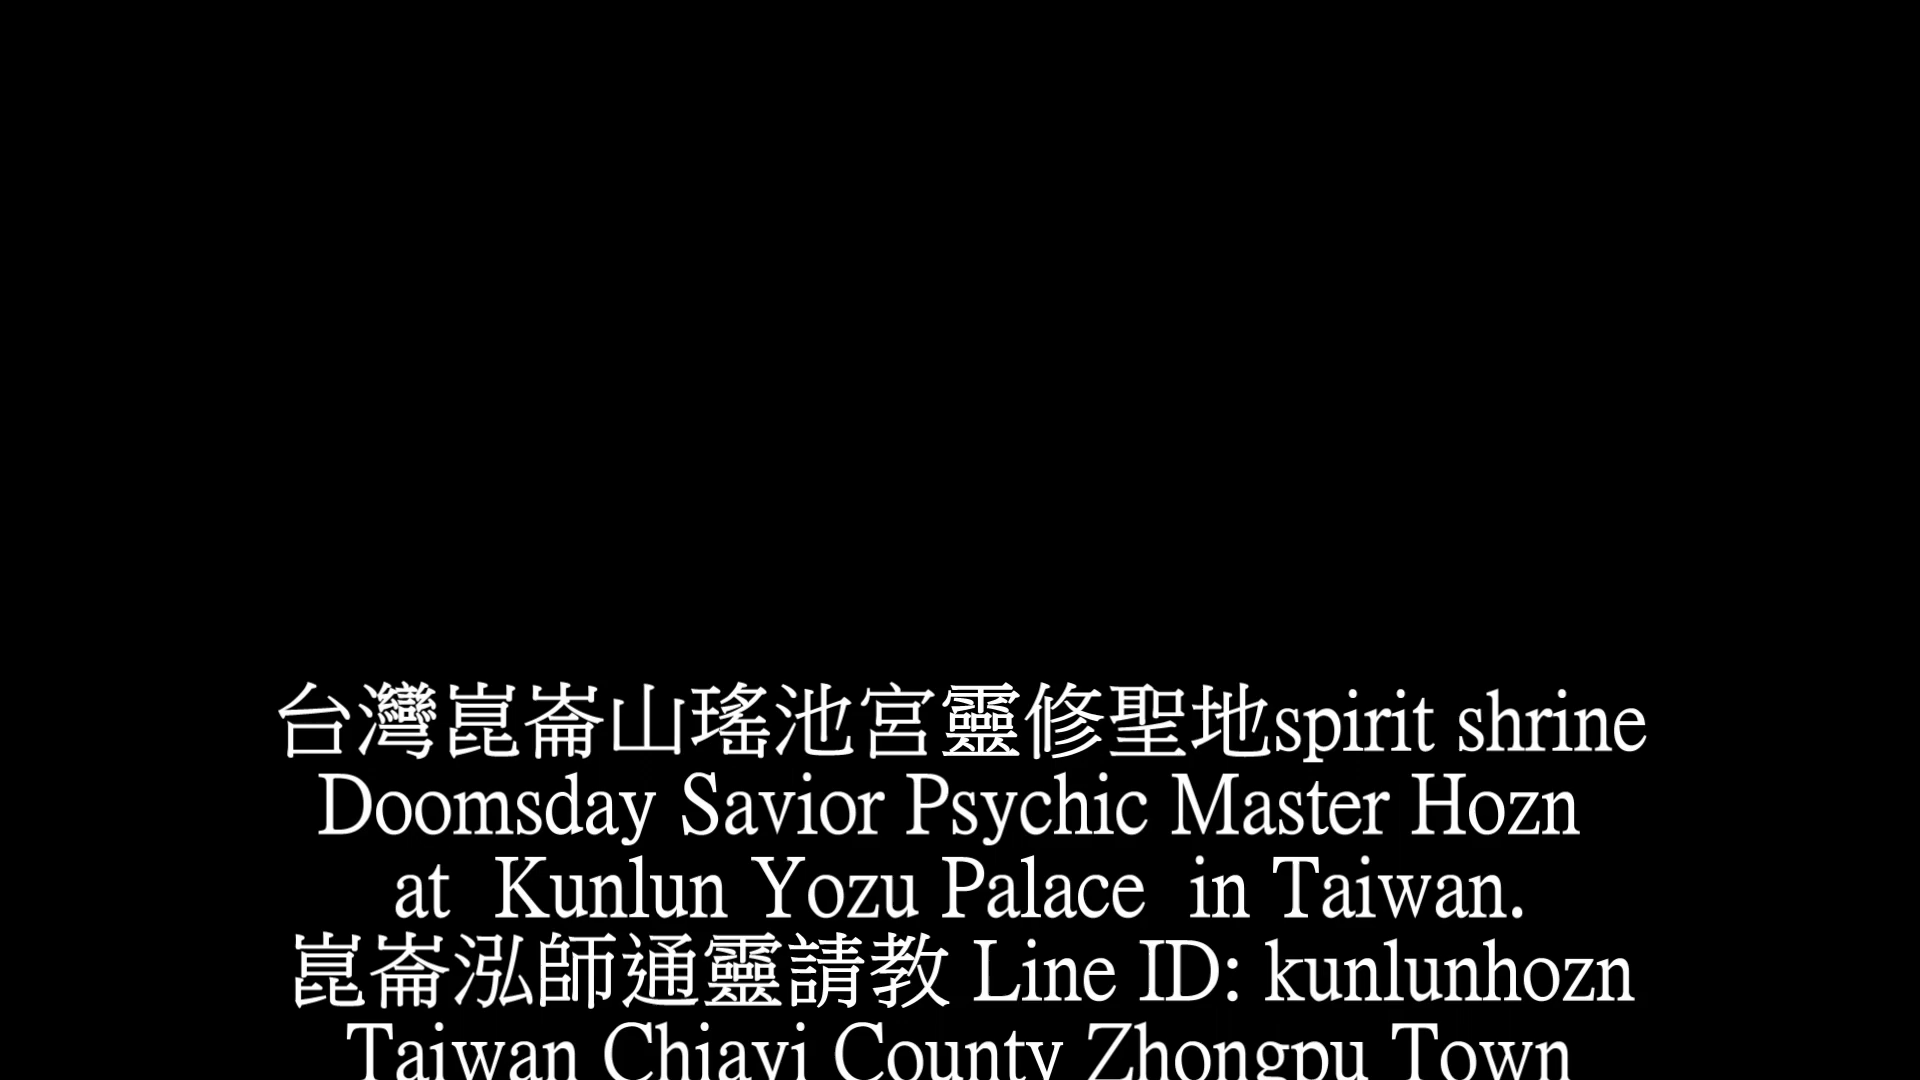 台灣崑崙山瑤池宮靈修聖地spirit shrine
Doomsday Savior Psychic Master Hozn
at Kunlun Yozu Palace in Taiwan.
崑崙泓師通靈請教 Line ID: kunlunhozn
Taiwan Chiayi County Zhongpu Town